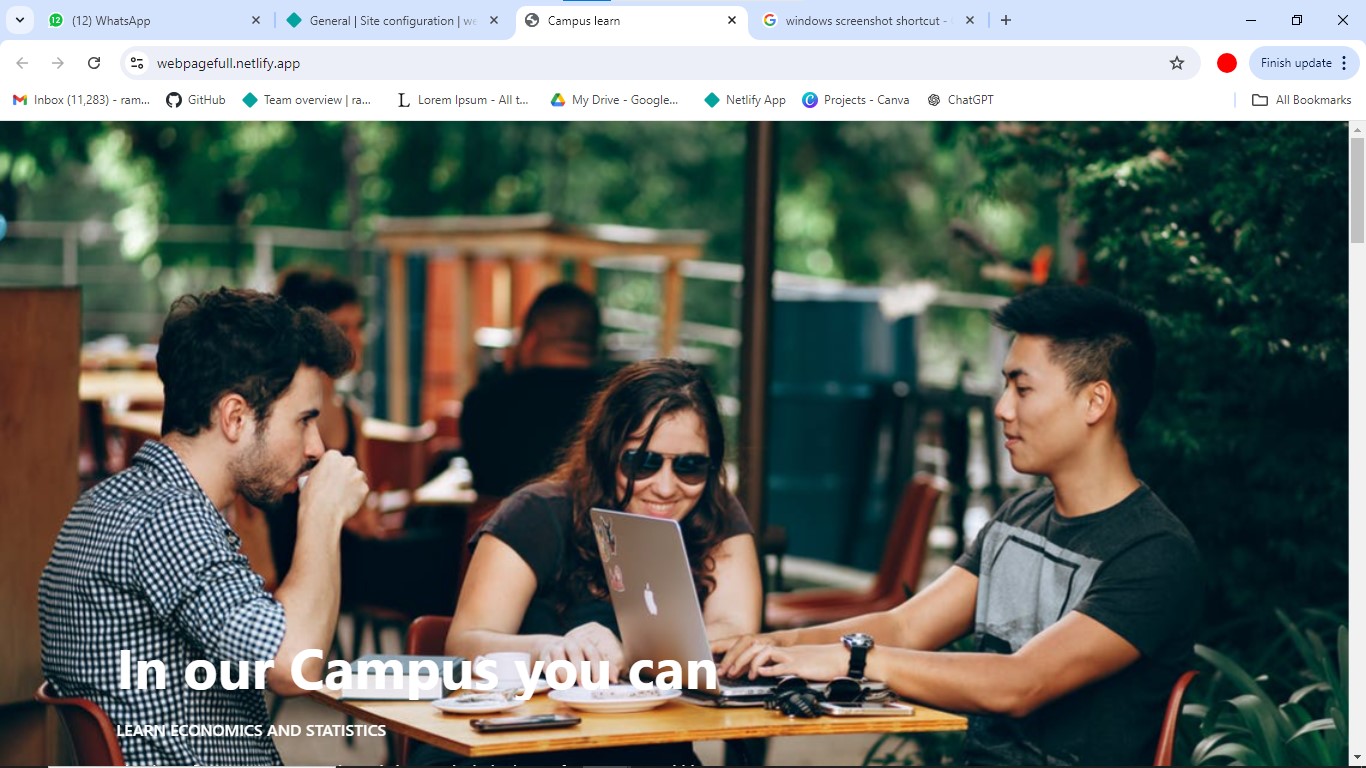 12
(12) WhatsApp
General | Site configuration | we
Campus learn
windows screenshot shortcut -
webpagefull.netlify.app
Finish update
Inbox (11,283) - ram...
GitHub
Team overview | ra...
L
Lorem Ipsum - All t...
My Drive - Google...
Netlify App
Projects - Canva
ChatGPT
All Bookmarks
In our Campus you can
LEARN ECONOMICS AND STATISTICS